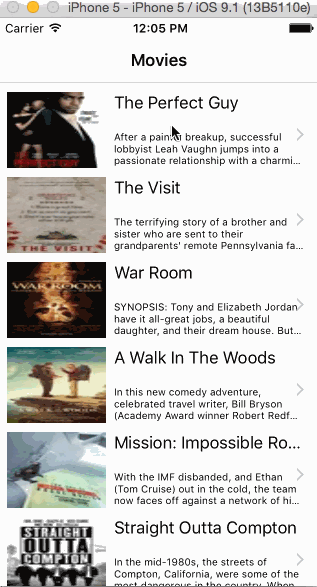 iPhone 5 - iPhone 5 / iOS 9.1 (13B5110e)
Carrier 12:05 PM
Movies
The Perfect Guy
After a painful breakup, successful
lobbyist Leah Vaughn jumps into a
passionate relationship with a charmi...
PERFECT GUY
The Visit
The terrifying story of a brother and
sister who are sent to their
grandparents' remote Pennsylvania fa...
THE VISIT
War Room
WAR ROOM
SYNOPSIS: Tony and Elizabeth Jordan
have it all-great jobs, a beautiful
daughter, and their dream house. But...
A Walk In The Woods
In this new comedy adventure,
celebrated travel writer, Bill Bryson
(Academy Award winner Robert Redf...
Mission: Impossible Ro...
With the IMF disbanded, and Ethan
(Tom Cruise) out in the cold, the team
now faces off against a network of hi...
Straight Outta Compton
STRAIGHT
OUTTA
COMPTON
In the mid-1980s, the streets of
Compton, California, were some of the
most dangerous in the country. When